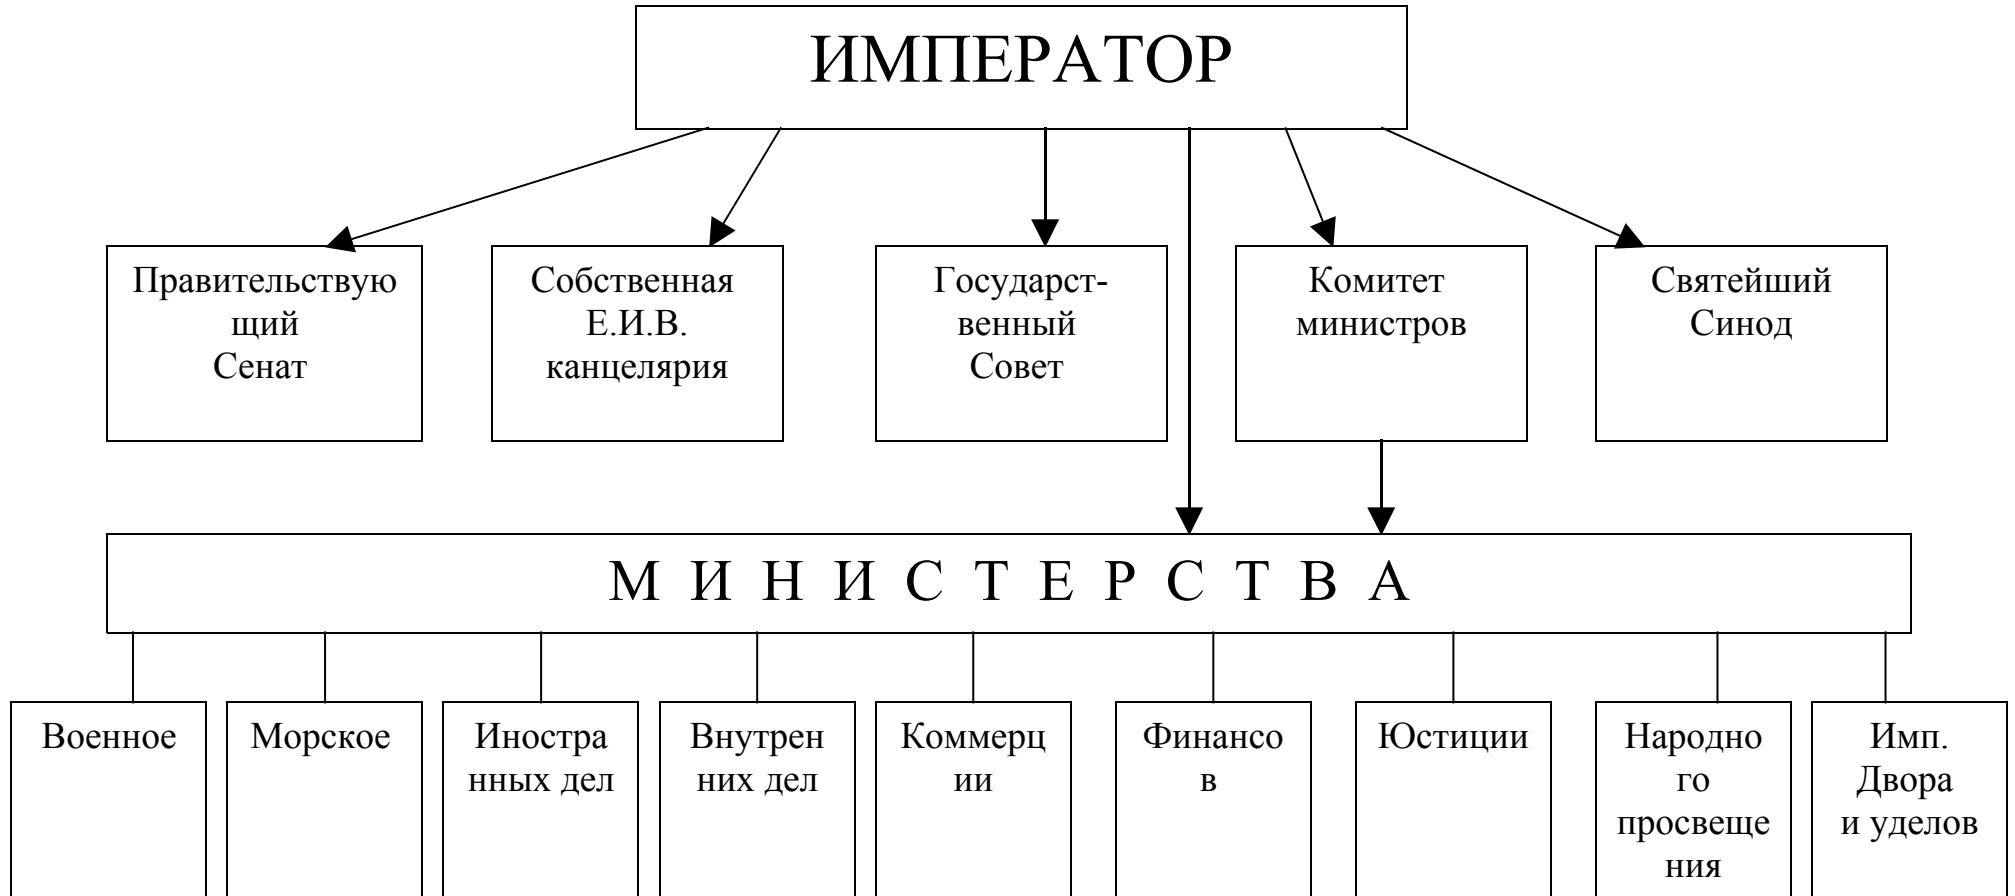 ИМПЕРАТОР
Правительствую
щий
Сенат
Собственная
Е.И.В.
канцелярия
Государст-
венный
Совет
Комитет
министров
Святейший
Синод
М И Н И С Т Е Р С Т В А
Военное
Морское
Иностра
нных дел
Внутрен
них дел
Коммерц
ии
Финансо
в
Юстиции
Народно
го
просвеще
ния
Имп.
Двора
и уделов